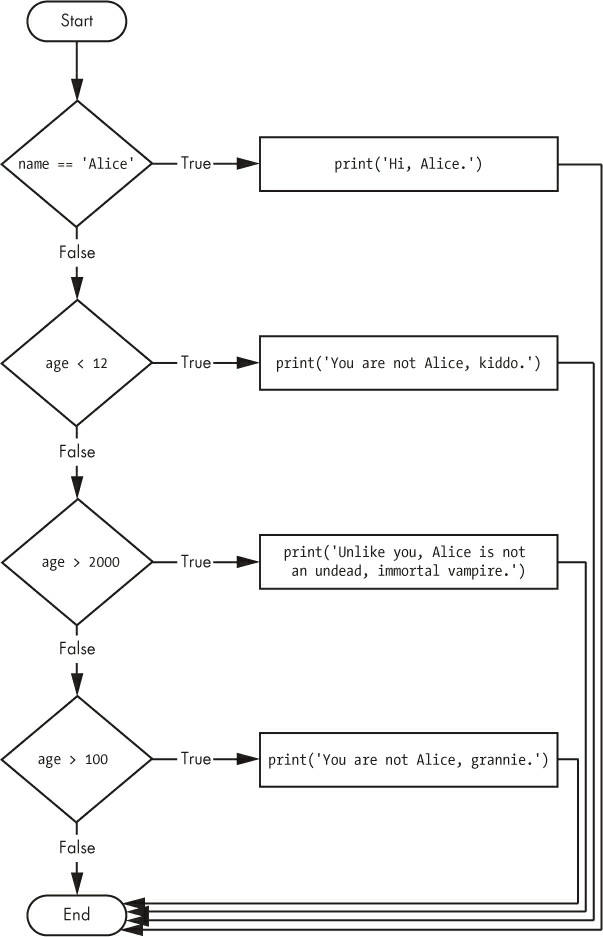 Start
name == 'Alice'
True
print('Hi, Alice.')
False
age < 12
True
print('You are not Alice, kiddo.')
False
age > 2000
True
print('Unlike you, Alice is not
an undead, immortal vampire.')
False
age > 100
True
print('You are not Alice, grannie.')
False
End